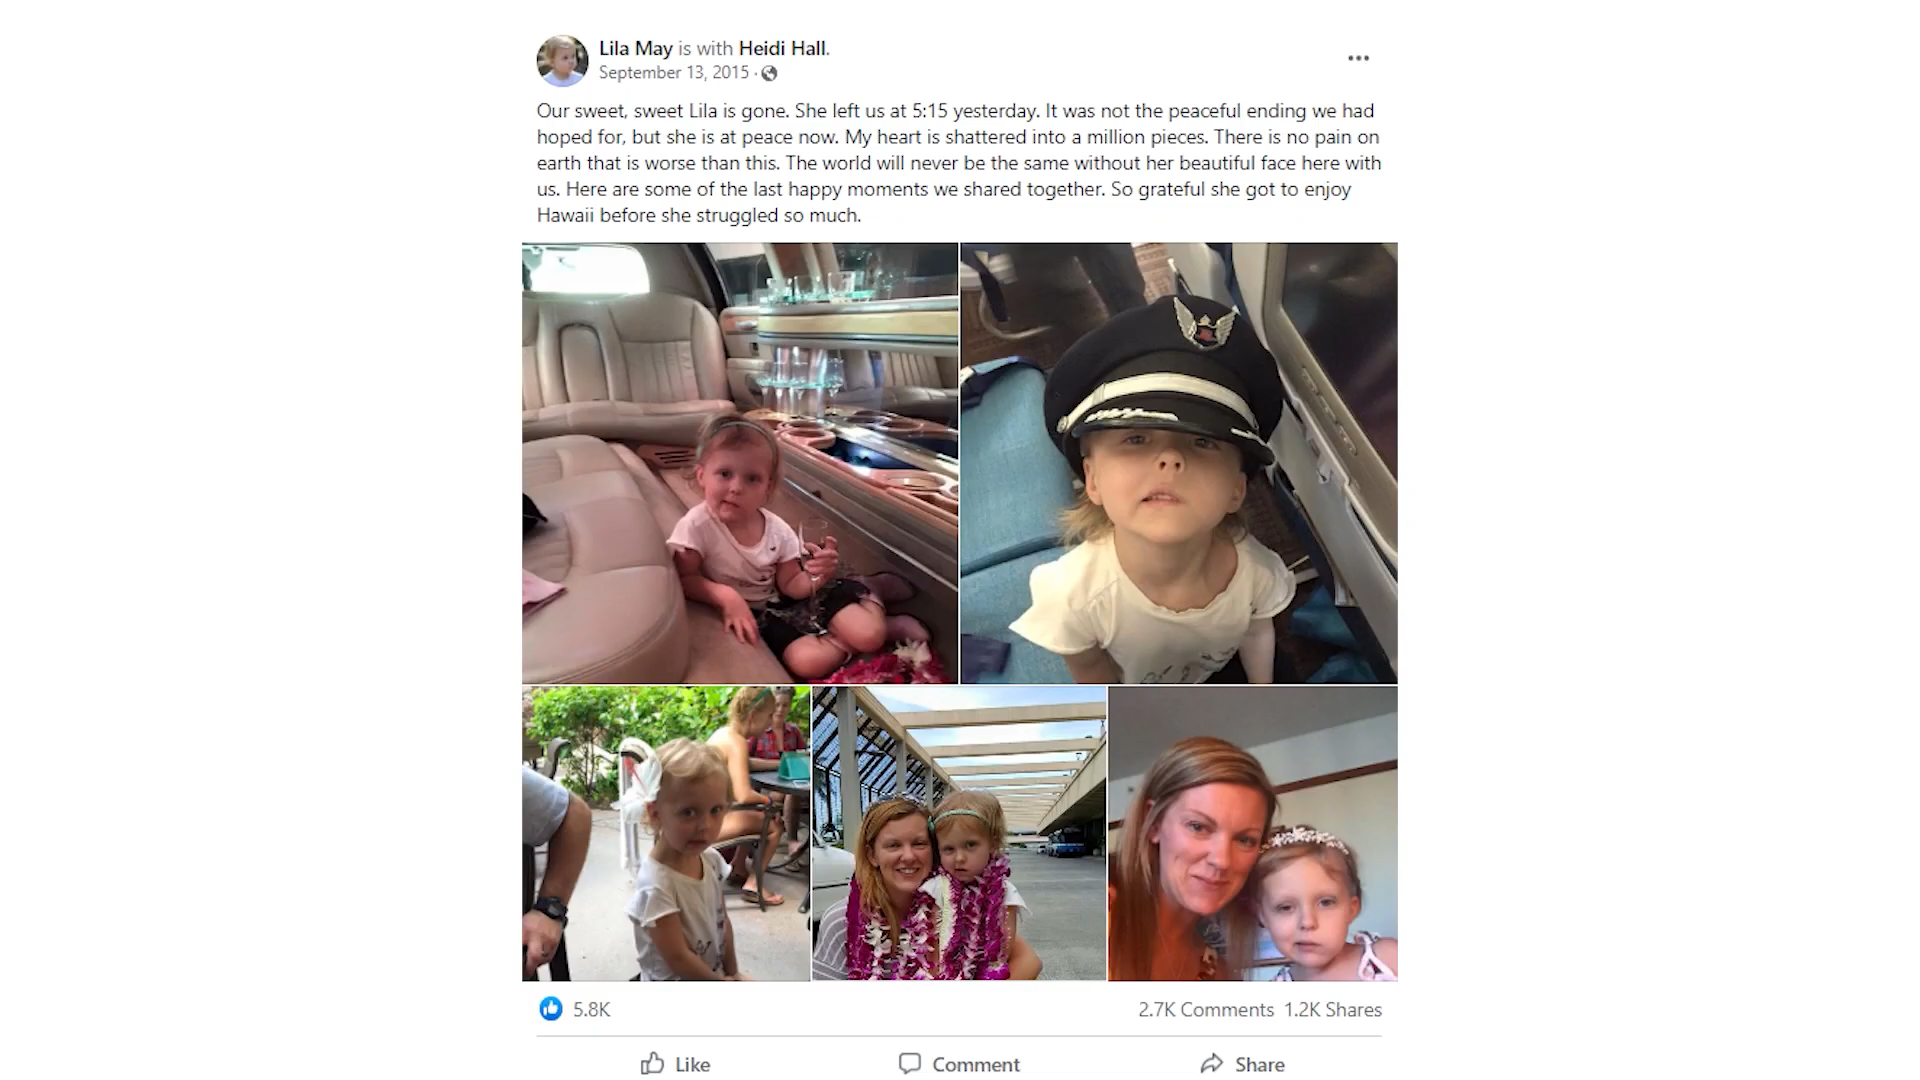 Lila May is with Heidi Hall.
September 13, 2015 ·
Our sweet, sweet Lila is gone. She left us at 5:15 yesterday. It was not the peaceful ending we had
hoped for, but she is at peace now. My heart is shattered into a million pieces. There is no pain on
earth that is worse than this. The world will never be the same without her beautiful face here with
us. Here are some of the last happy moments we shared together. So grateful she got to enjoy
Hawaii before she struggled so much.
5.8K
2.7K Comments 1.2K Shares
Like Comment Share